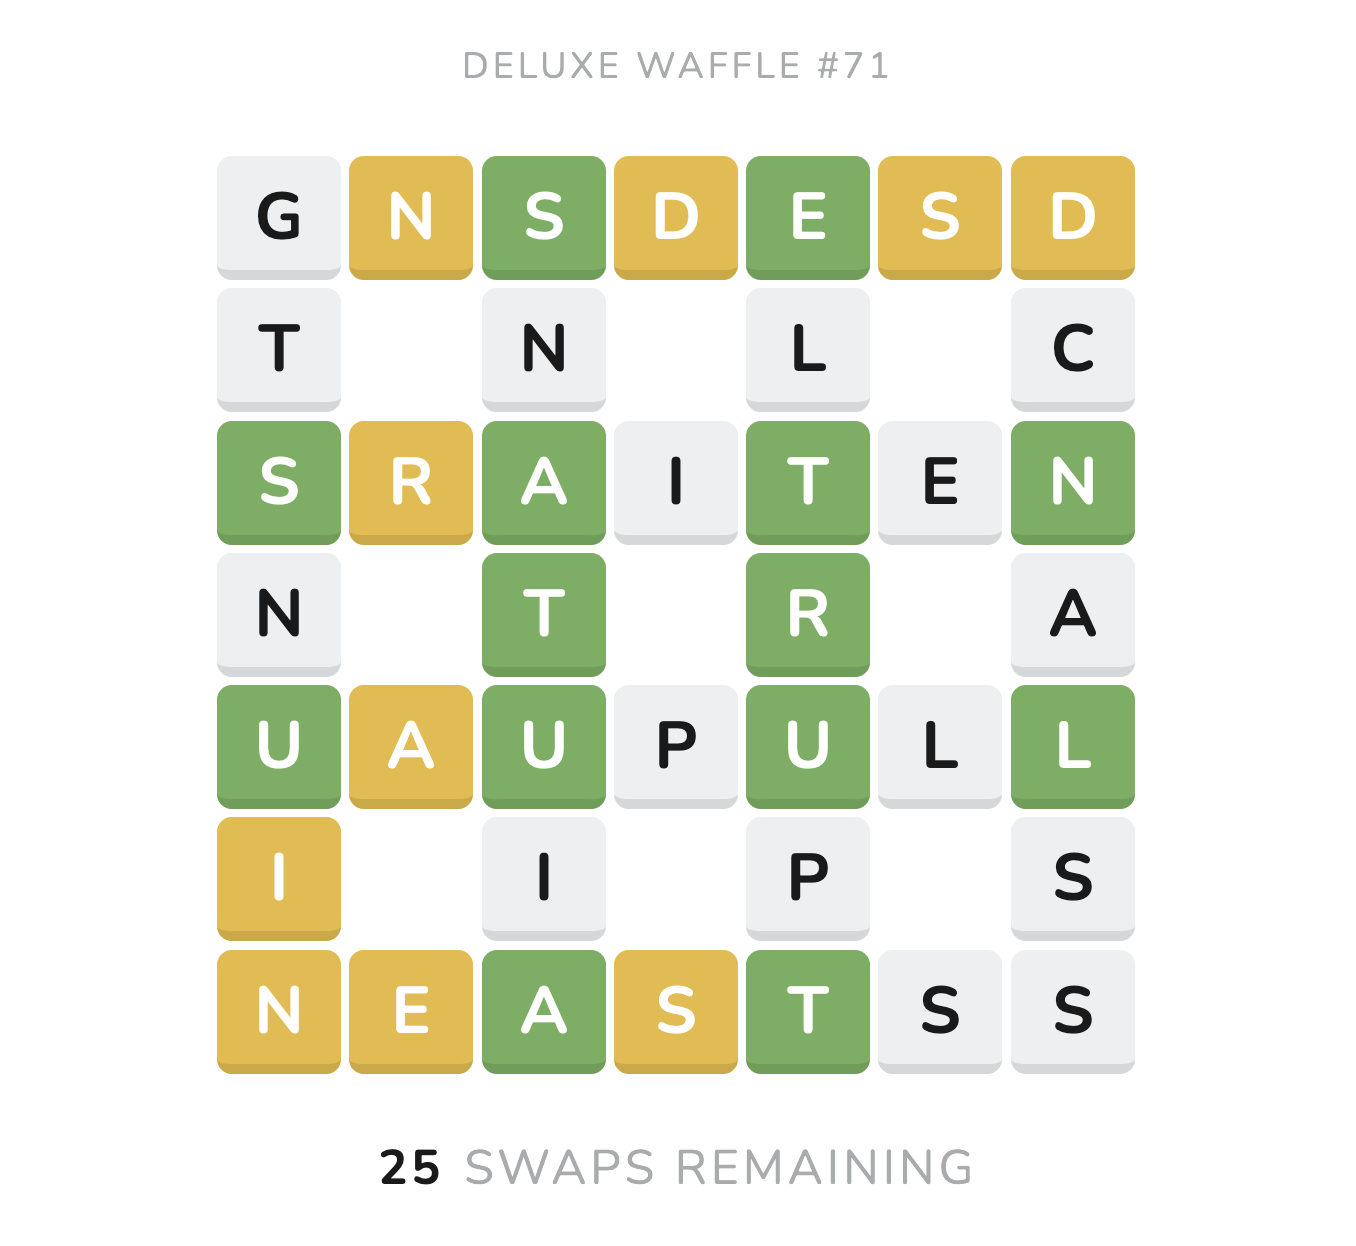 DELUXE WAFFLE #71
G N S D E S D
T N L C
S R A I T E N
N T R A
U A U P U L L
I I P S
N E A S T S S
25 SWAPS REMAINING